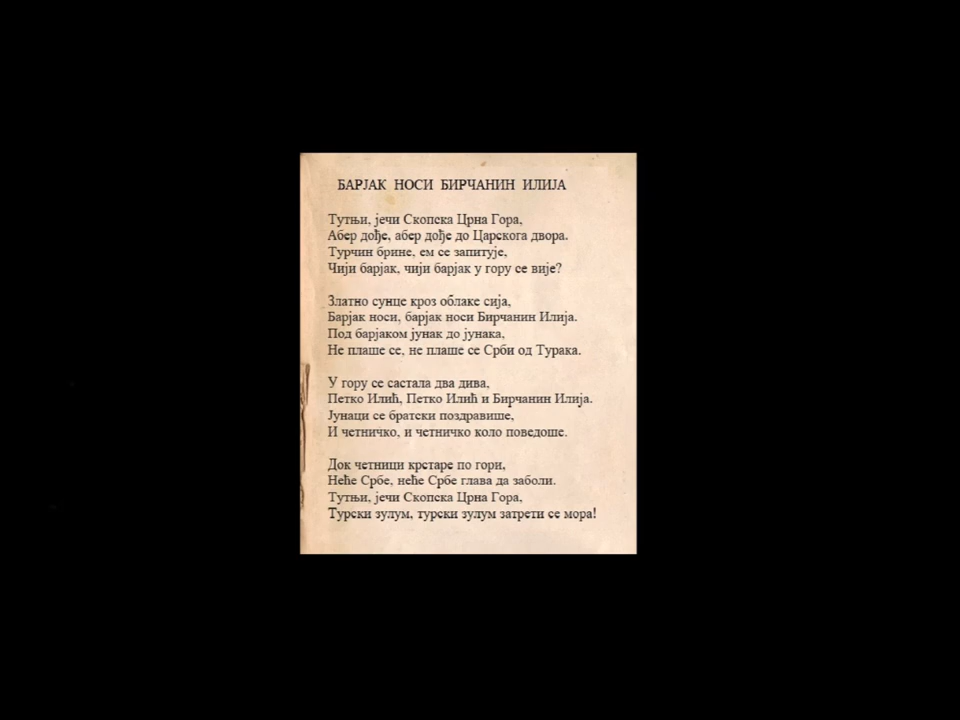 БАРЈАК НОСИ БИРЧАНИН ИЛИЈА
Тутњи, јечи Скопска Црна Гора,
Абер дође, абер дође до Царскога двора.
Турчин брине, ем се запитује,
Чији барјак, чији барјак у гору се вије?
Златно сунце кроз облаке сија,
Барјак носи, барјак носи Бирчанин Илија.
Под барјаком јунак до јунака,
Не плаше се, не плаше се Срби од Турака.
У гору се састала два дива,
Петко Илић, Петко Илић и Бирчанин Илија.
Јунаци се братски поздравише,
И четничко, и четничко коло поведоше.
Док четници крстаре по гори,
Неће Србе, неће Србе глава да заболи.
Тутњи, јечи Скопска Црна Гора,
Турски зулум, турски зулум затрети се мора!